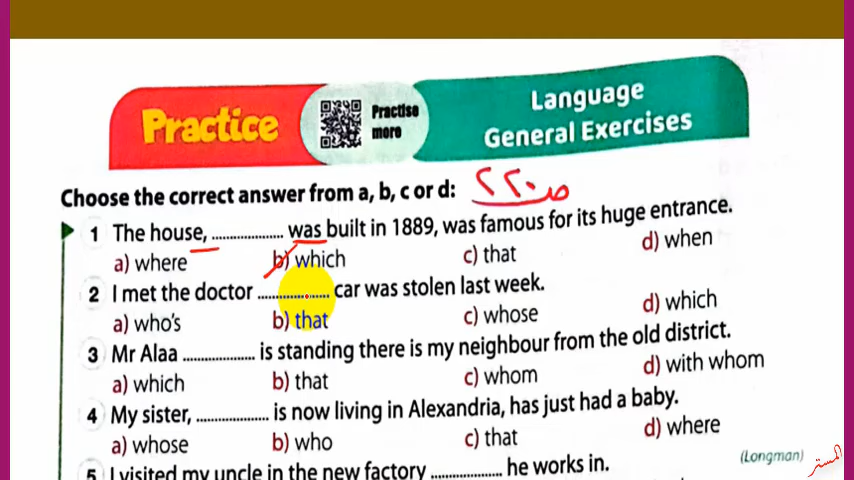 Practice
Practise
more
Language
General Exercises
Choose the correct answer from a, b, c or d: ص ٢٢٠
1 The house, .................. was built in 1889, was famous for its huge entrance.
a) where b) which c) that d) when
2 I met the doctor .................. car was stolen last week.
a) who's b) that c) whose d) which
3 Mr Alaa .................. is standing there is my neighbour from the old district.
a) which b) that c) whom d) with whom
4 My sister, .................. is now living in Alexandria, has just had a baby.
a) whose b) who c) that d) where
(Longman)
5 I visited my uncle in the new factory .................. he works in.